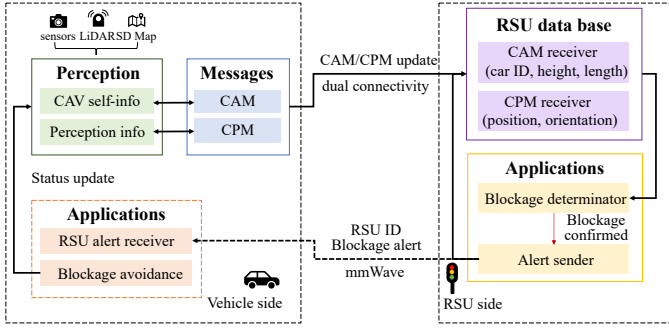 sensors LiDARSD Map
Perception
CAV self-info
Perception info
Messages
CAM
CPM
CAM/CPM update
dual connectivity
RSU data base
CAM receiver
(car ID, height, length)
CPM receiver
(position, orientation)
Status update
Applications
RSU alert receiver
Blockage avoidance
Vehicle side
RSU ID
Blockage alert
mmWave
Applications
Blockage determinator
Blockage
confirmed
Alert sender
RSU side